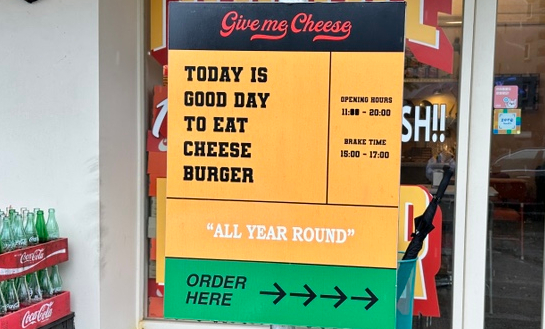 Give me Cheese
TODAY IS
GOOD DAY
TO EAT
CHEESE
BURGER
OPENING HOURS
11:00 - 20:00
BRAKE TIME
15:00 - 17:00
"ALL YEAR ROUND"
ORDER
HERE
SH!!
Coca-Cola
Coca-Cola